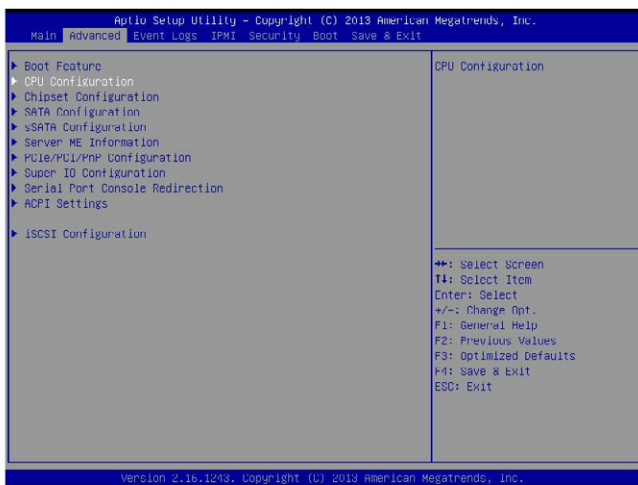 Aptio Setup Utility – Copyright (C) 2013 American Megatrends, Inc.
Main Advanced Event Logs IPMI Security Boot Save & Exit
▶ Boot Feature
▶ CPU Configuration
▶ Chipset Configuration
▶ SATA Configuration
▶ sSATA Configuration
▶ Server ME Information
▶ PCIe/PCI/PnP Configuration
▶ Super IO Configuration
▶ Serial Port Console Redirection
▶ ACPI Settings
▶ iSCSI Configuration
CPU Configuration
→←: Select Screen
↑↓: Select Item
Enter: Select
+/-: Change Opt.
F1: General Help
F2: Previous Values
F3: Optimized Defaults
F4: Save & Exit
ESC: Exit
Version 2.16.1243. Copyright (C) 2013 American Megatrends, Inc.